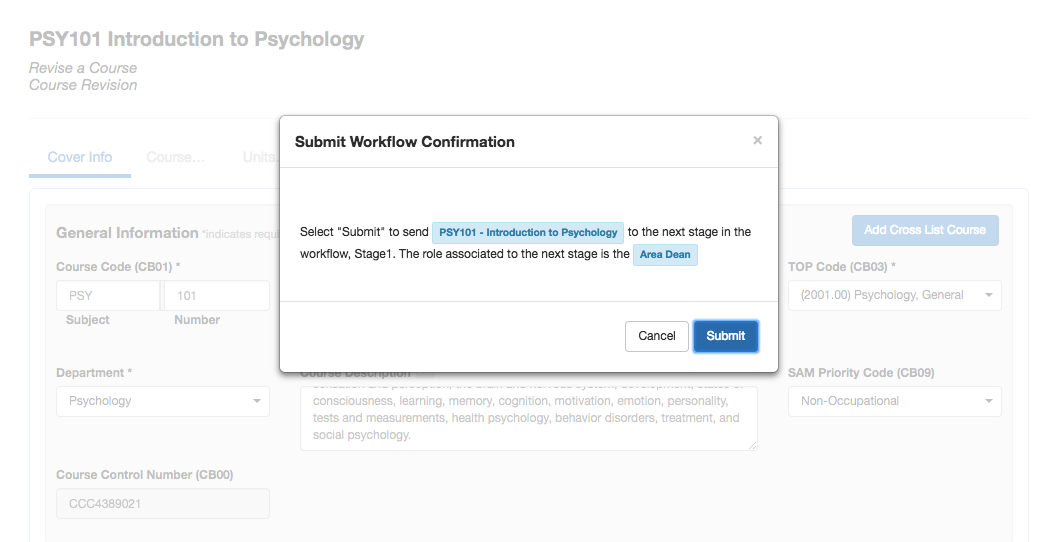 PSY101 Introduction to Psychology
Revise a Course
Course Revision
Submit Workflow Confirmation
×
Cover Info
Course...
Units.
Select "Submit" to send PSY101 - Introduction to Psychology to the next stage in the
workflow, Stage1. The role associated to the next stage is the Area Dean
General Information *indicates requi
Add Cross List Course
Course Code (CB01) *
TOP Code (CB03) *
PSY
101
(2001.00) Psychology, General
Subject
Number
Cancel
Submit
Department *
Course Description
SAM Priority Code (CB09)
Psychology
consciousness, learning, memory, cognition, motivation, emotion, personality,
tests and measurements, health psychology, behavior disorders, treatment, and
social psychology.
Non-Occupational
Course Control Number (CB00)
CCC4389021